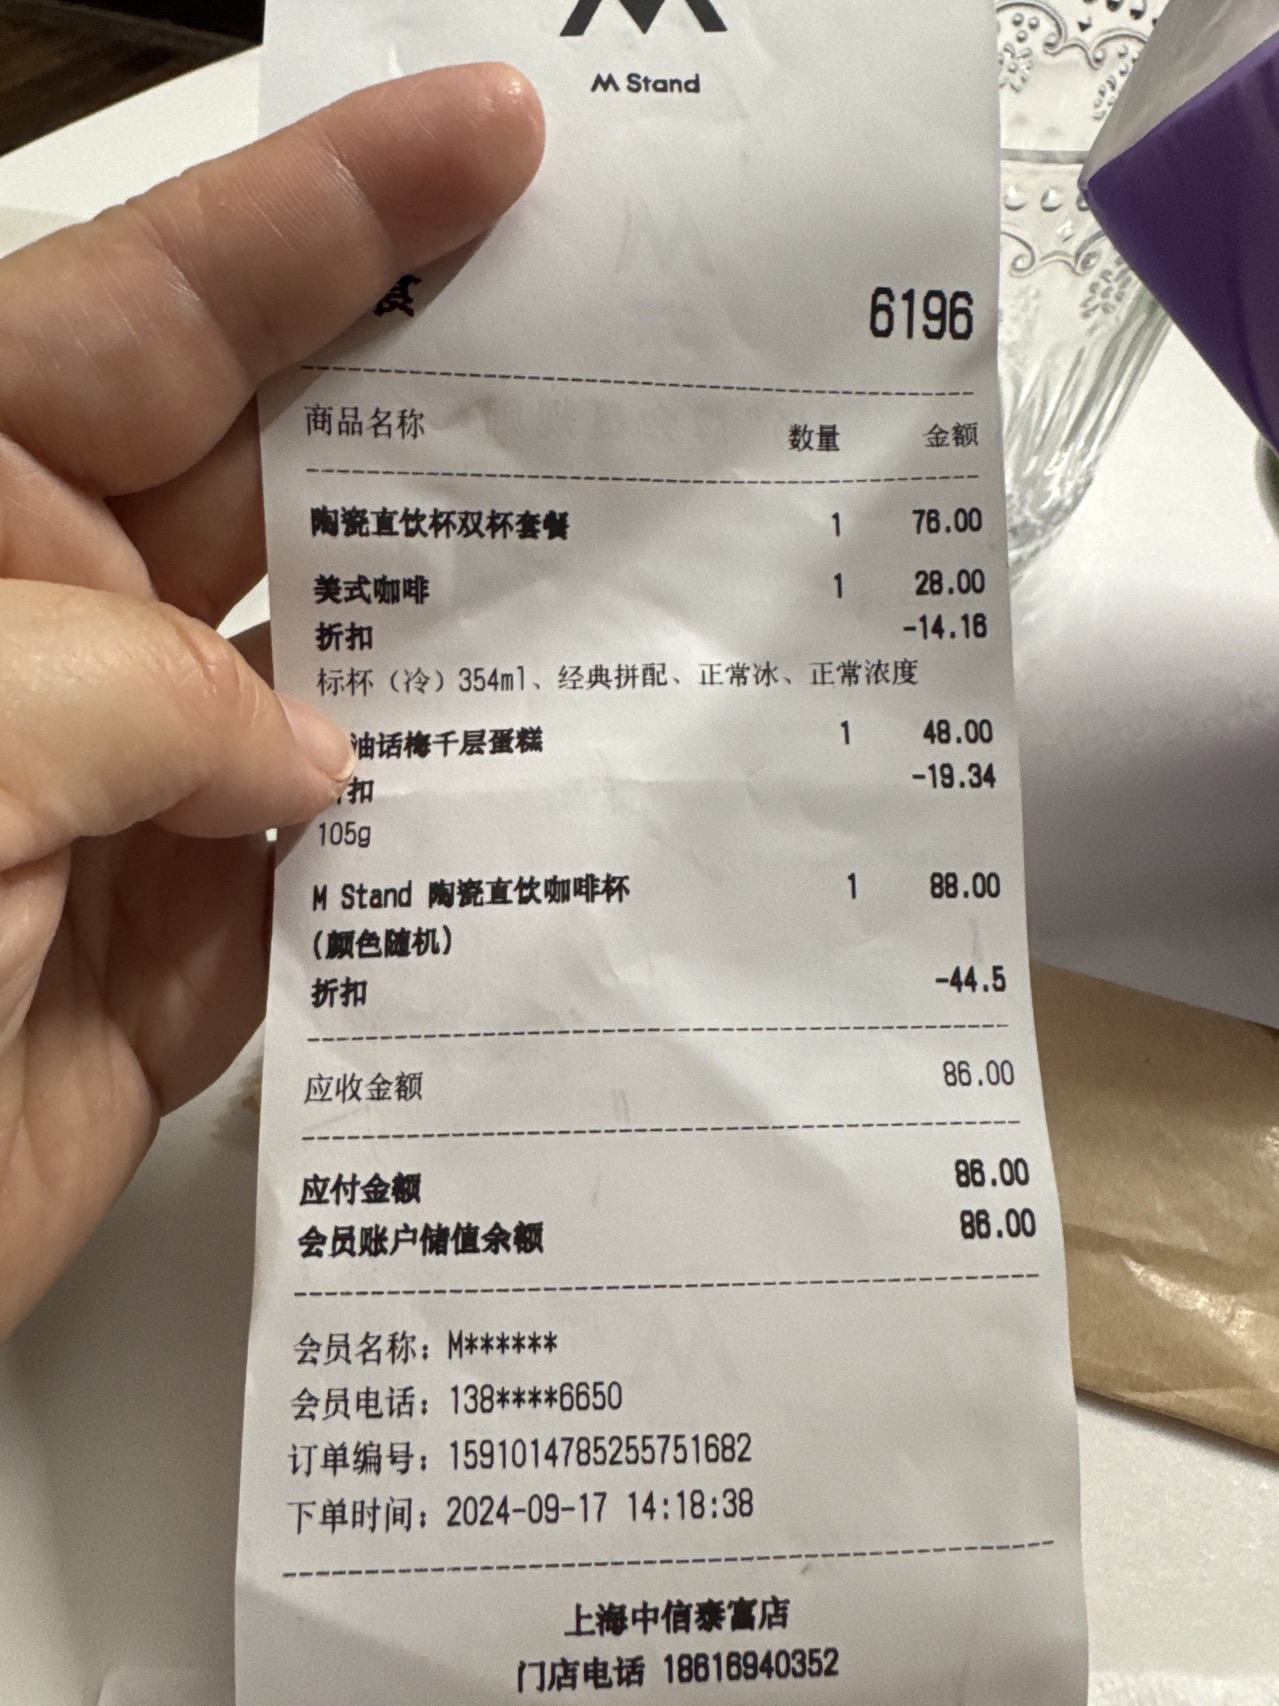 M Stand
食 6196
商品名称 数量 金额
陶瓷直饮杯双杯套餐 1 76.00
美式咖啡 1 28.00
折扣 -14.16
标杯（冷）354ml、经典拼配、正常冰、正常浓度
油话梅千层蛋糕 1 48.00
扣 -19.34
105g
M Stand 陶瓷直饮咖啡杯 1 88.00
(颜色随机)
折扣 -44.5
应收金额 86.00
应付金额 86.00
会员账户储值余额 86.00
会员名称：M******
会员电话：138****6650
订单编号：1591014785255751682
下单时间：2024-09-17 14:18:38
上海中信泰富店
门店电话 18616940352